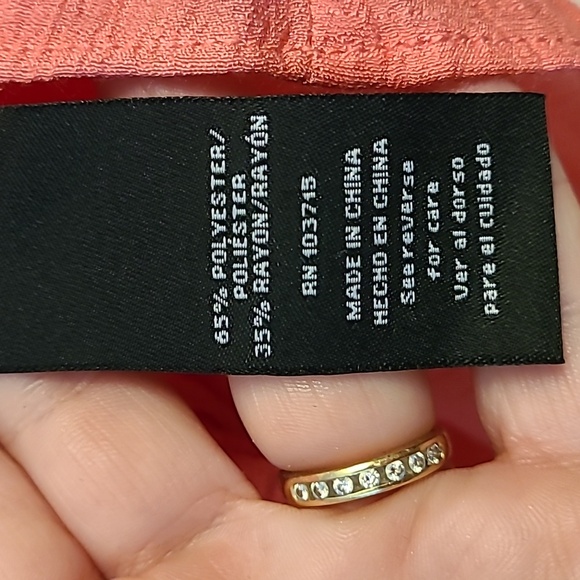 65% POLYESTER/
POLIESTER
35% RAYON/RAYÓN
RN 103715
MADE IN CHINA
HECHO EN CHINA
See reverse
for care
Ver al dorso
para el cuidado